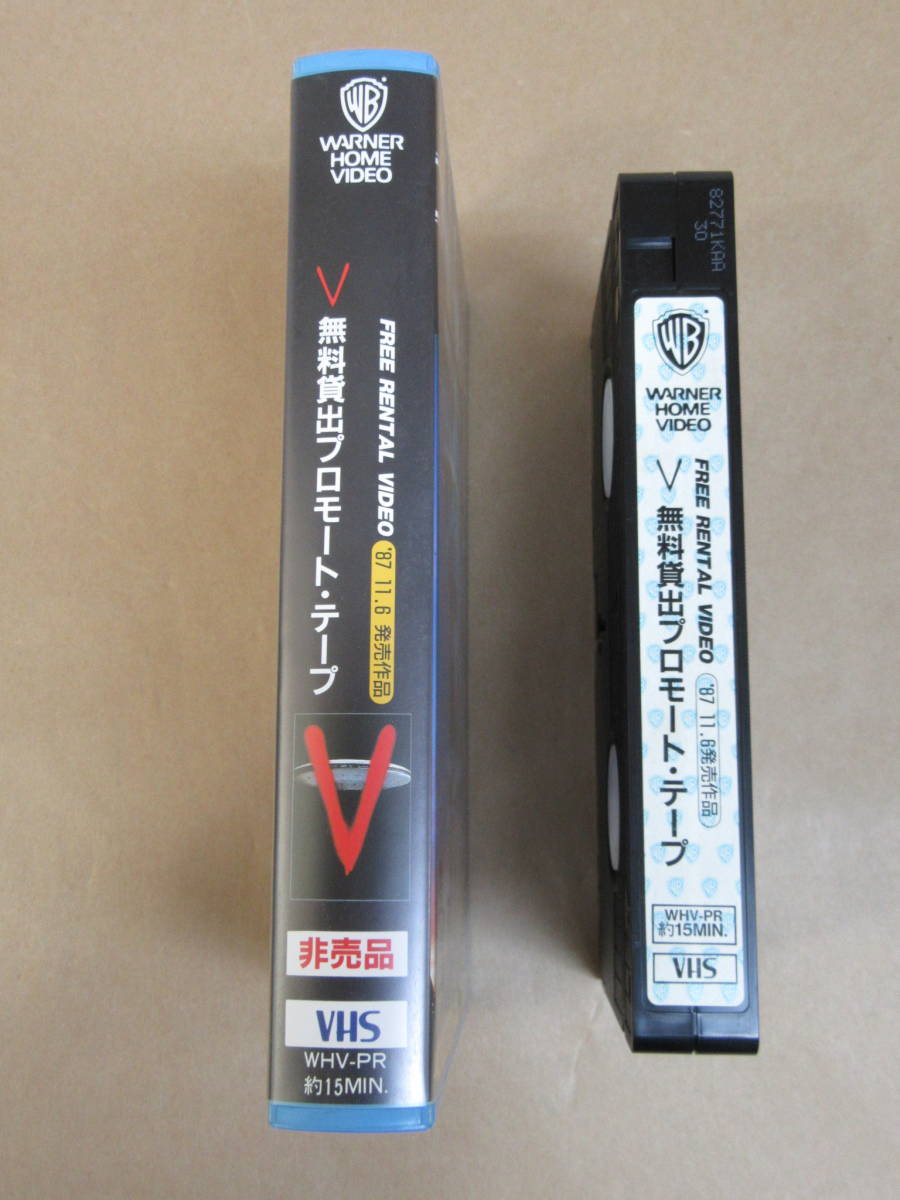 WB
WARNER
HOME
VIDEO
V
無料貸出プロモート・テープ
FREE RENTAL VIDEO
'87 11.6 発売作品
V
非売品
VHS
WHV-PR
約15MIN.
82771KAA
30
WB
WARNER
HOME
VIDEO
V
無料貸出プロモート・テープ
FREE RENTAL VIDEO
'87 11.6発売作品
WHV-PR
約15MIN.
VHS